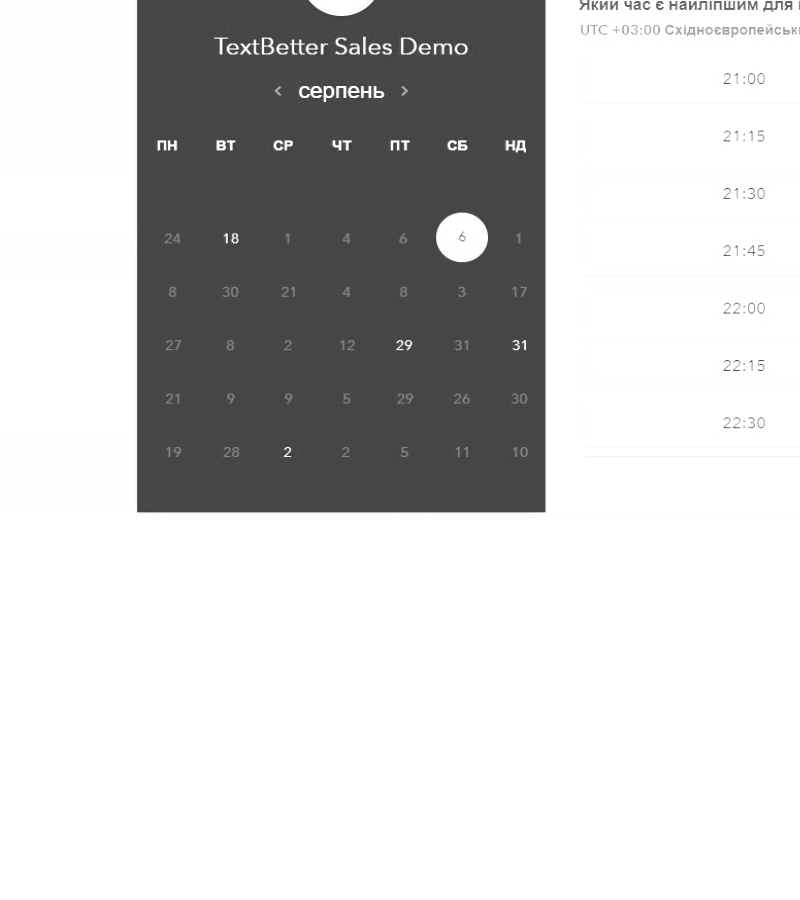 TextBetter Sales Demo
‹ серпень ›
ПН ВТ СР ЧТ ПТ СБ НД
24 18 1 4 6 6 1
8 30 21 4 8 3 17
27 8 2 12 29 31 31
21 9 9 5 29 26 30
19 28 2 2 5 11 10
Який час є найліпшим для
UTC +03:00
21:00
21:15
21:30
21:45
22:00
22:15
22:30